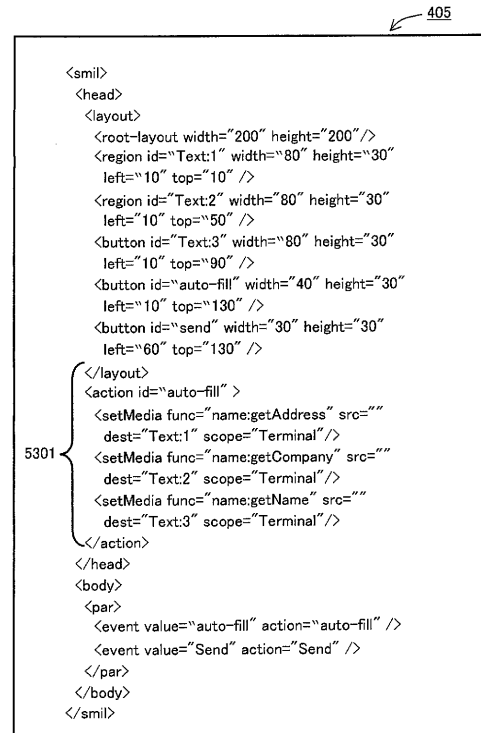 405
<smil>
<head>
<layout>
<root-layout width="200" height="200"/>
<region id="Text:1" width="80" height="30"
left="10" top="10" />
<region id="Text:2" width="80" height="30"
left="10" top="50" />
<button id="Text:3" width="80" height="30"
left="10" top="90" />
<button id="auto-fill" width="40" height="30"
left="10" top="130" />
<button id="send" width="30" height="30"
left="60" top="130" />
</layout>
<action id="auto-fill" >
<setMedia func="name:getAddress" src=""
dest="Text:1" scope="Terminal"/>
5301 <setMedia func="name:getCompany" src=""
dest="Text:2" scope="Terminal"/>
<setMedia func="name:getName" src=""
dest="Text:3" scope="Terminal"/>
</action>
</head>
<body>
<par>
<event value="auto-fill" action="auto-fill" />
<event value="Send" action="Send" />
</par>
</body>
</smil>